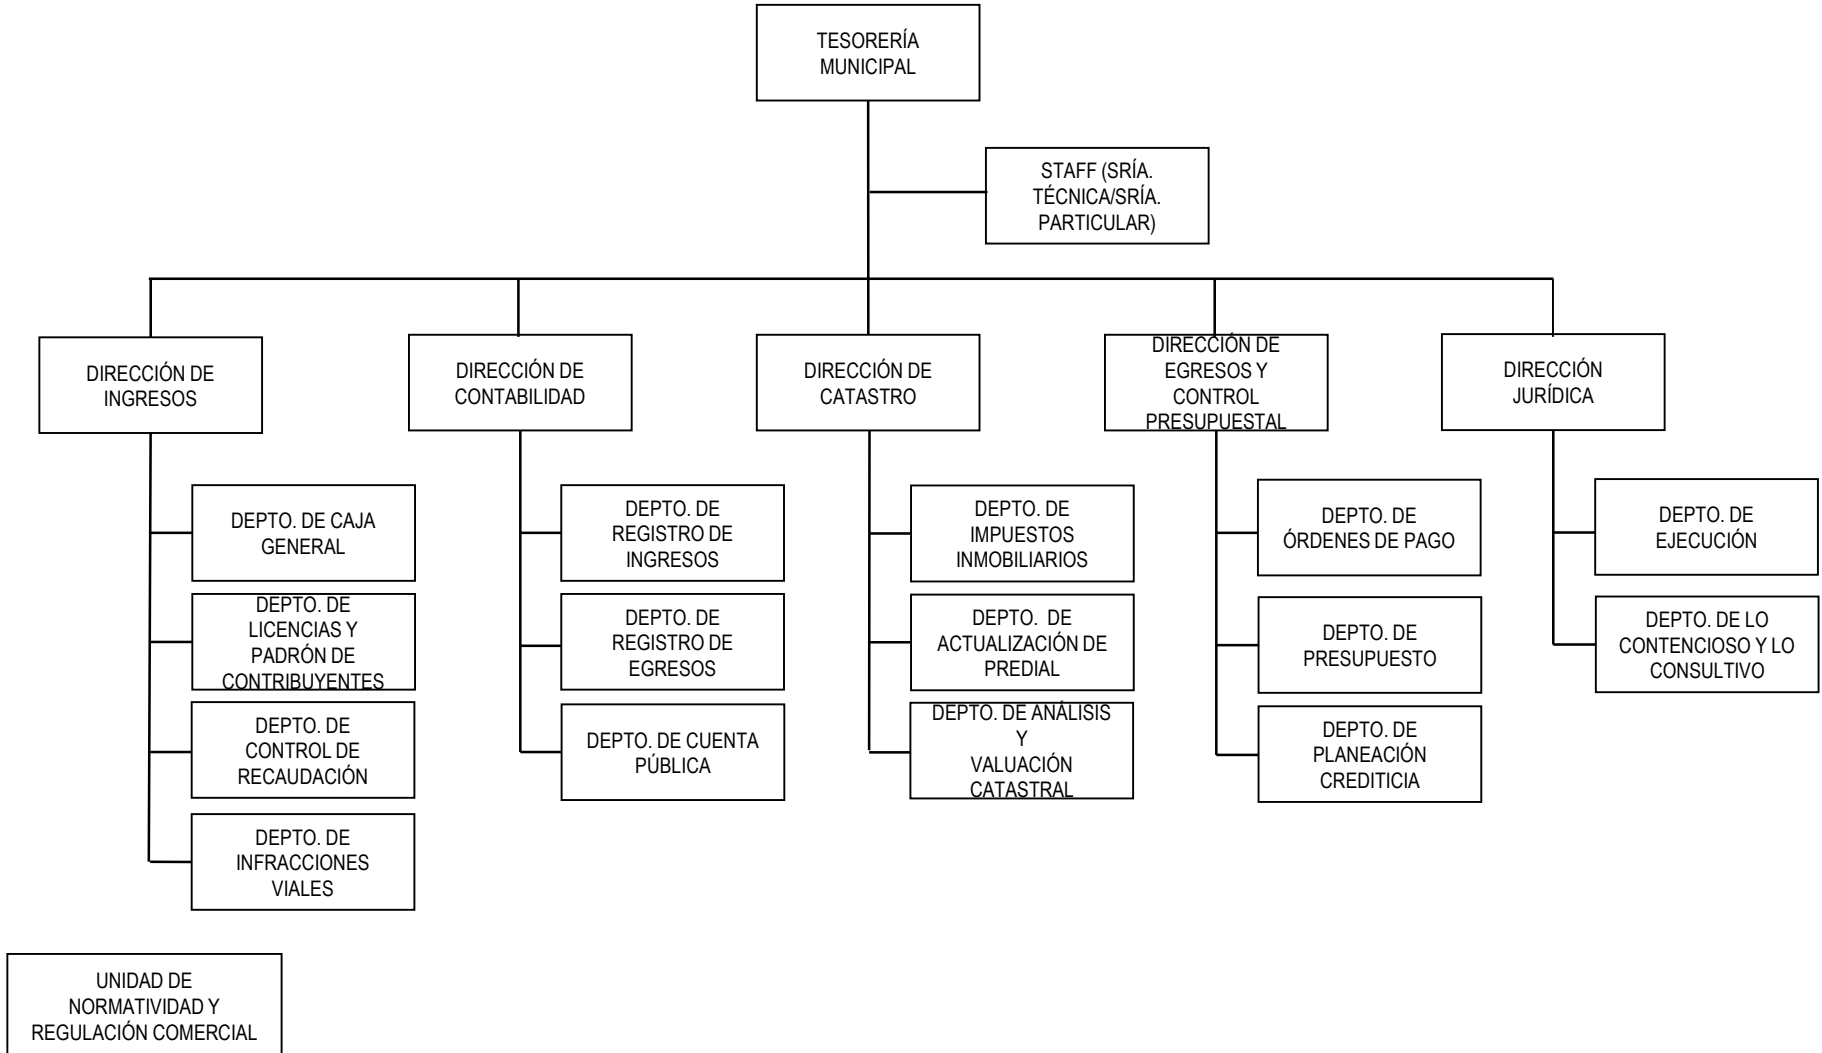 TESORERÍA
MUNICIPAL
STAFF (SRÍA.
TÉCNICA/SRÍA.
PARTICULAR)
DIRECCIÓN DE
INGRESOS
DIRECCIÓN DE
CONTABILIDAD
DIRECCIÓN DE
CATASTRO
DIRECCIÓN DE
EGRESOS Y
CONTROL
PRESUPUESTAL
DIRECCIÓN
JURÍDICA
DEPTO. DE CAJA
GENERAL
DEPTO. DE
LICENCIAS Y
PADRÓN DE
CONTRIBUYENTES
DEPTO. DE
CONTROL DE
RECAUDACIÓN
DEPTO. DE
INFRACCIONES
VIALES
DEPTO. DE
REGISTRO DE
INGRESOS
DEPTO. DE
REGISTRO DE
EGRESOS
DEPTO. DE CUENTA
PÚBLICA
DEPTO. DE
IMPUESTOS
INMOBILIARIOS
DEPTO. DE
ACTUALIZACIÓN DE
PREDIAL
DEPTO. DE ANÁLISIS
Y
VALUACIÓN
CATASTRAL
DEPTO. DE
ÓRDENES DE PAGO
DEPTO. DE
PRESUPUESTO
DEPTO. DE
PLANEACIÓN
CREDITICIA
DEPTO. DE
EJECUCIÓN
DEPTO. DE LO
CONTENCIOSO Y LO
CONSULTIVO
UNIDAD DE
NORMATIVIDAD Y
REGULACIÓN COMERCIAL